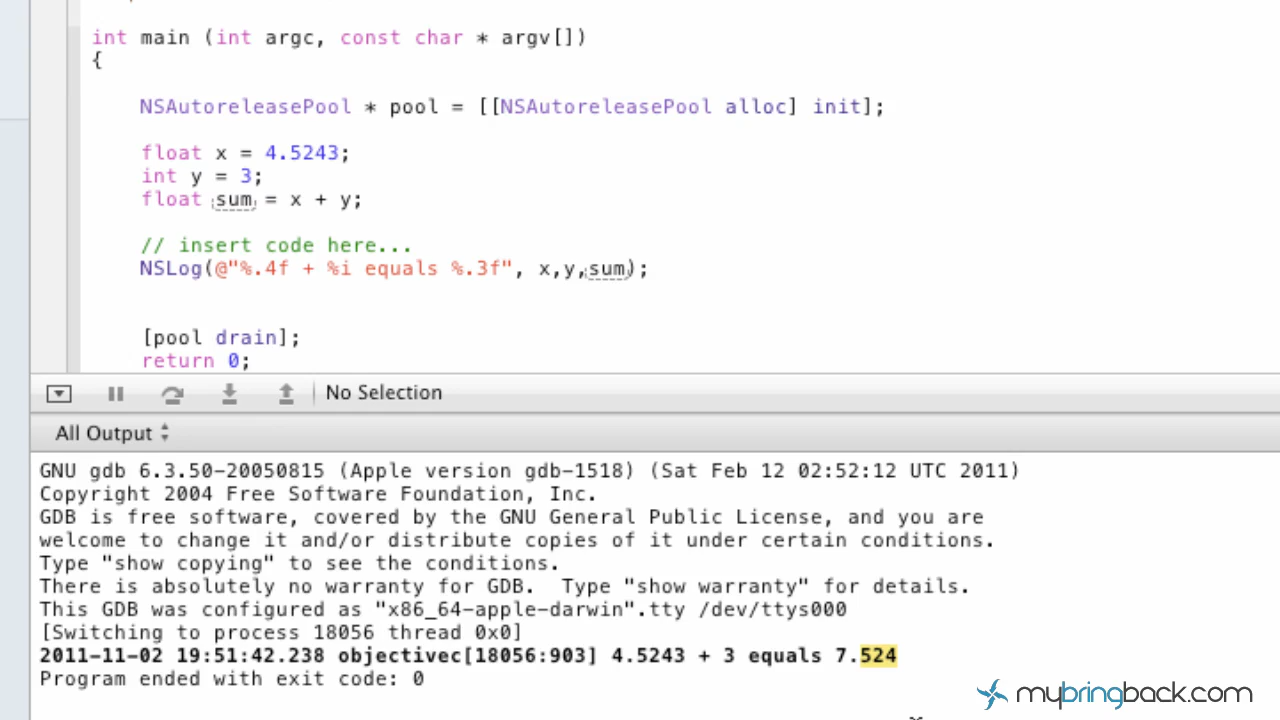 int main (int argc, const char * argv[])
{
NSAutoreleasePool * pool = [[NSAutoreleasePool alloc] init];
float x = 4.5243;
int y = 3;
float sum = x + y;
// insert code here...
NSLog(@"%.4f + %i equals %.3f", x,y,sum);
[pool drain];
return 0;
No Selection
All Output
GNU gdb 6.3.50-20050815 (Apple version gdb-1518) (Sat Feb 12 02:52:12 UTC 2011)
Copyright 2004 Free Software Foundation, Inc.
GDB is free software, covered by the GNU General Public License, and you are
welcome to change it and/or distribute copies of it under certain conditions.
Type "show copying" to see the conditions.
There is absolutely no warranty for GDB.  Type "show warranty" for details.
This GDB was configured as "x86_64-apple-darwin".tty /dev/ttys000
[Switching to process 18056 thread 0x0]
2011-11-02 19:51:42.238 objectivec[18056:903] 4.5243 + 3 equals 7.524
Program ended with exit code: 0
mybringback.com